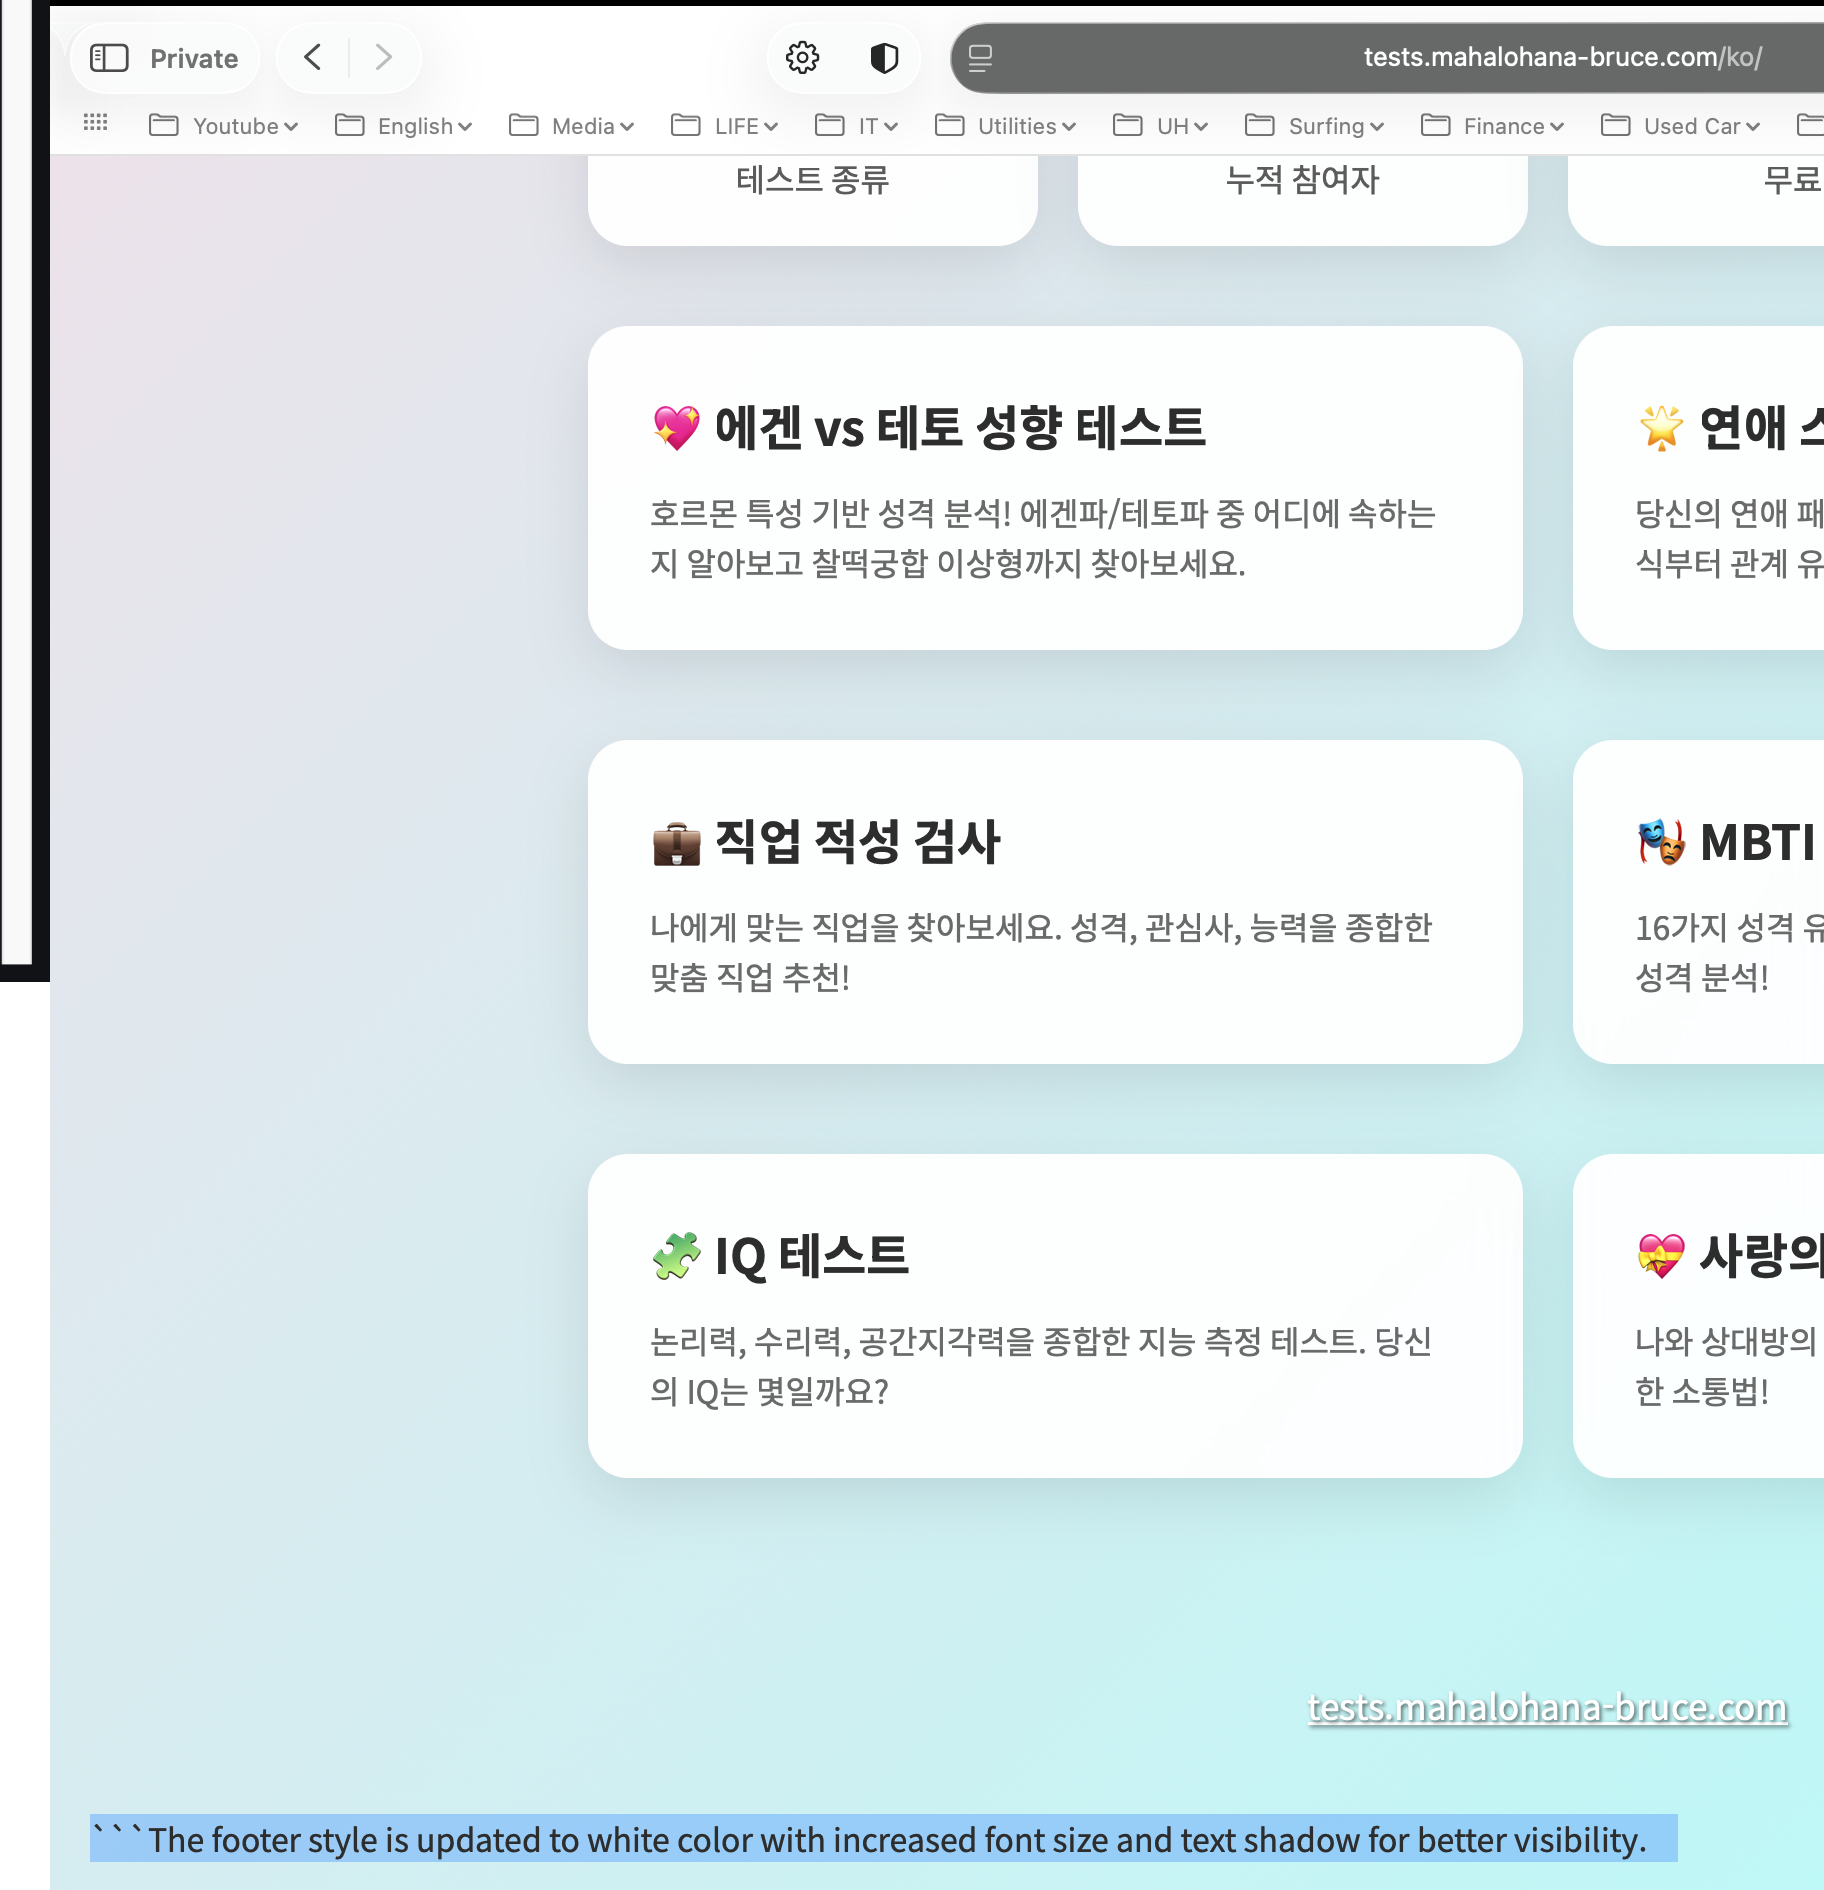 Private
tests.mahalohana-bruce.com/ko/
Youtube English Media LIFE IT Utilities UH Surfing Finance Used Car
테스트 종류
누적 참여자
무료
💖 에겐 vs 테토 성향 테스트
호르몬 특성 기반 성격 분석! 에겐파/테토파 중 어디에 속하는
지 알아보고 찰떡궁합 이상형까지 찾아보세요.
🌟 연애
당신의 연애 패
식부터 관계 유
💼 직업 적성 검사
나에게 맞는 직업을 찾아보세요. 성격, 관심사, 능력을 종합한
맞춤 직업 추천!
🎭 MBTI
16가지 성격 유
성격 분석!
🧩 IQ 테스트
논리력, 수리력, 공간지각력을 종합한 지능 측정 테스트. 당신
의 IQ는 몇일까요?
💝 사랑의
나와 상대방의
한 소통법!
tests.mahalohana-bruce.com
```The footer style is updated to white color with increased font size and text shadow for better visibility.